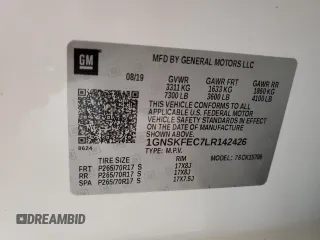 GM
MFD BY GENERAL MOTORS LLC
08/19 GVWR GAWR FRT GAWR RR
3311 KG 1633 KG 1860 KG
7300 LB 3600 LB 4100 LB
THIS VEHICLE CONFORMS TO ALL APPLICABLE U.S. FEDERAL MOTOR VEHICLE SAFETY STANDARDS IN EFFECT ON THE DATE OF MANUFACTURE SHOWN ABOVE.
1GNSKFEC7LR142426
TYPE: M.P.V. MODEL:
TIRE SIZE RIM
FRT P265/70R17 S 17X8J
RR P265/70R17 S 17X8J
SPA P265/70R17 S 17X7.5J
DREAMBID
dreambid.com